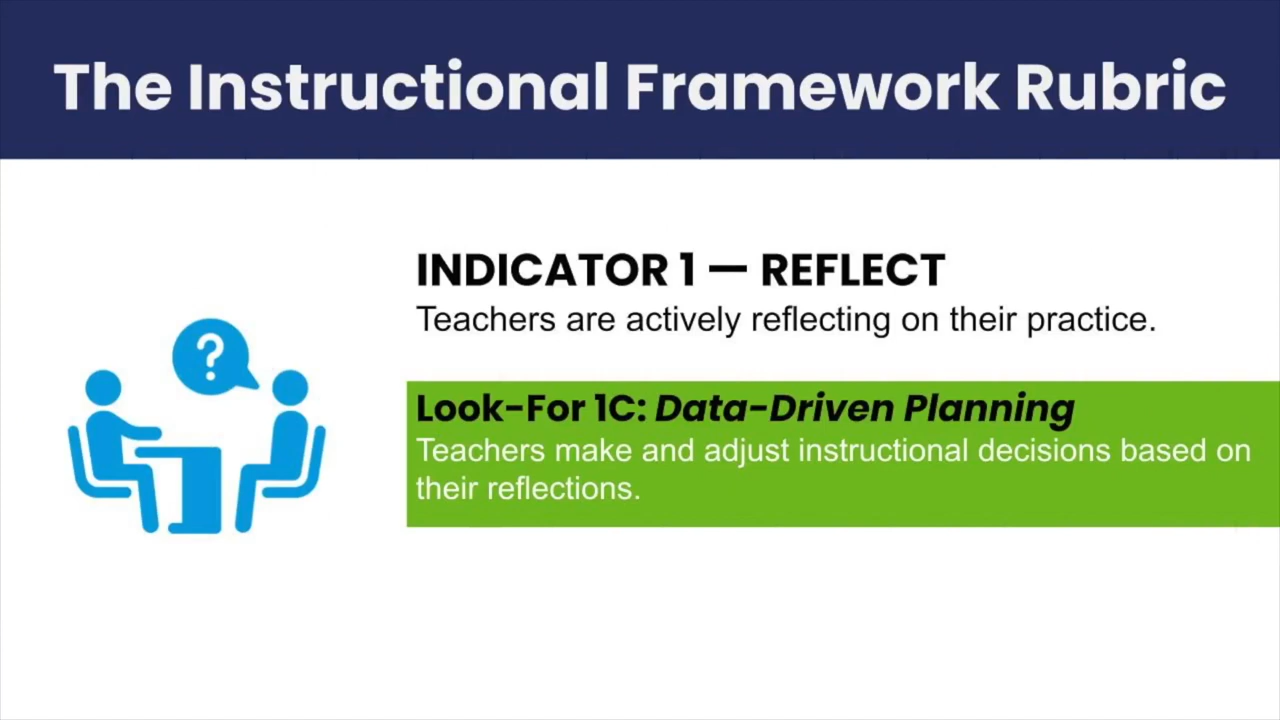 The Instructional Framework Rubric
?
INDICATOR 1 — REFLECT
Teachers are actively reflecting on their practice.
Look-For 1C: Data-Driven Planning
Teachers make and adjust instructional decisions based on
their reflections.